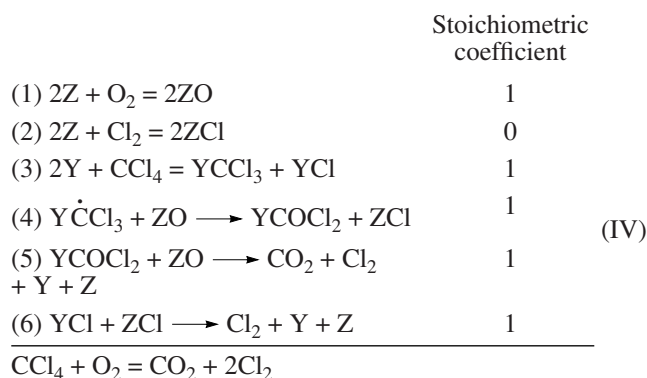 Stoichiometric
coefficient
(1) 2Z + O₂ = 2ZO 1
(2) 2Z + Cl₂ = 2ZCl 0
(3) 2Y + CCl₄ = YCCl₃ + YCl 1
(4) YĊCl₃ + ZO ⟶ YCOCl₂ + ZCl 1
(IV)
(5) YCOCl₂ + ZO ⟶ CO₂ + Cl₂ 1
+ Y + Z
(6) YCl + ZCl ⟶ Cl₂ + Y + Z 1
CCl₄ + O₂ = CO₂ + 2Cl₂